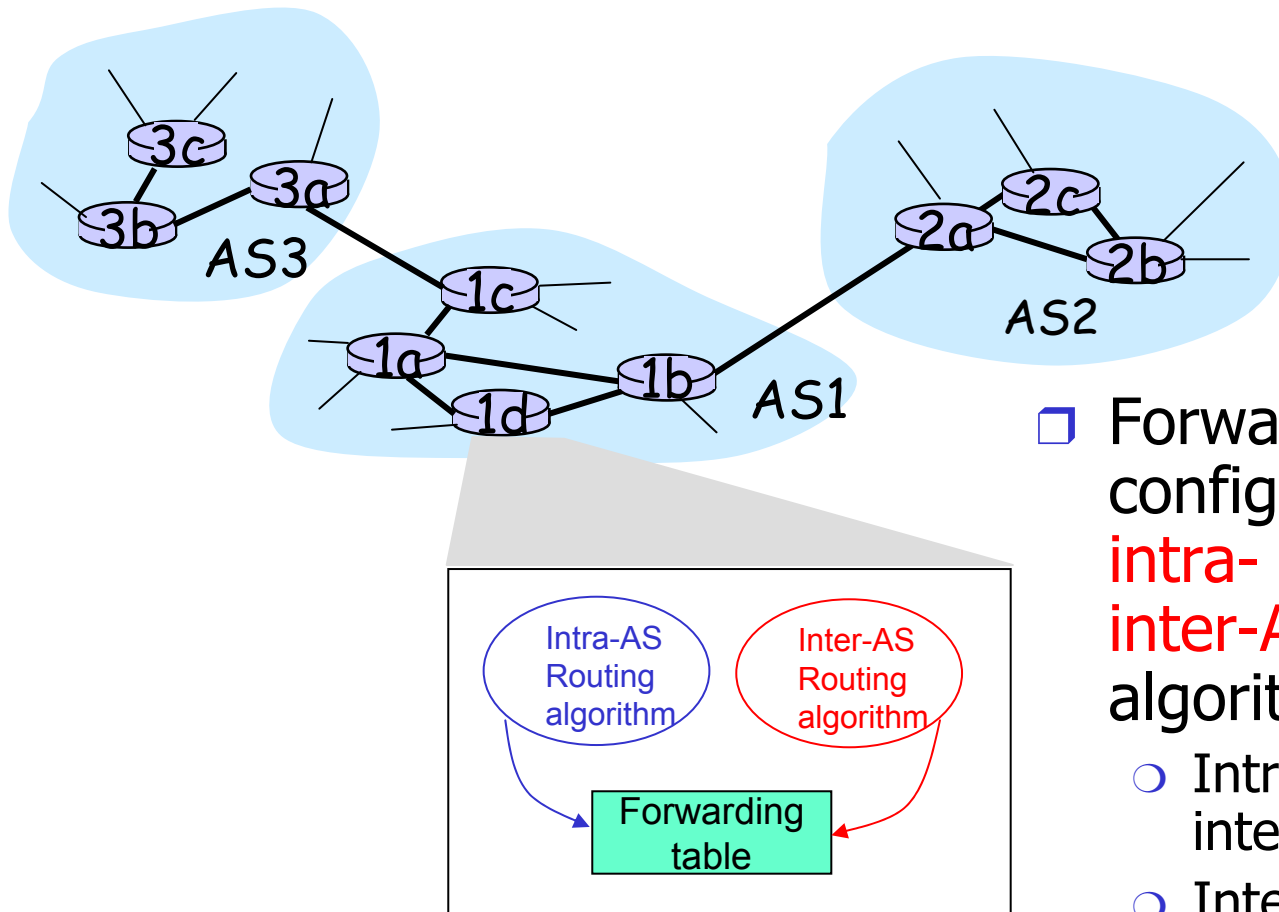 3c
3a
3b
AS3
2c
2a
2b
AS2
1c
1a
1b
1d
AS1
Intra-AS
Routing
algorithm
Inter-AS
Routing
algorithm
Forwarding
table
Forwa
config
intra-
inter-A
algorit
Intr
inte
Inte